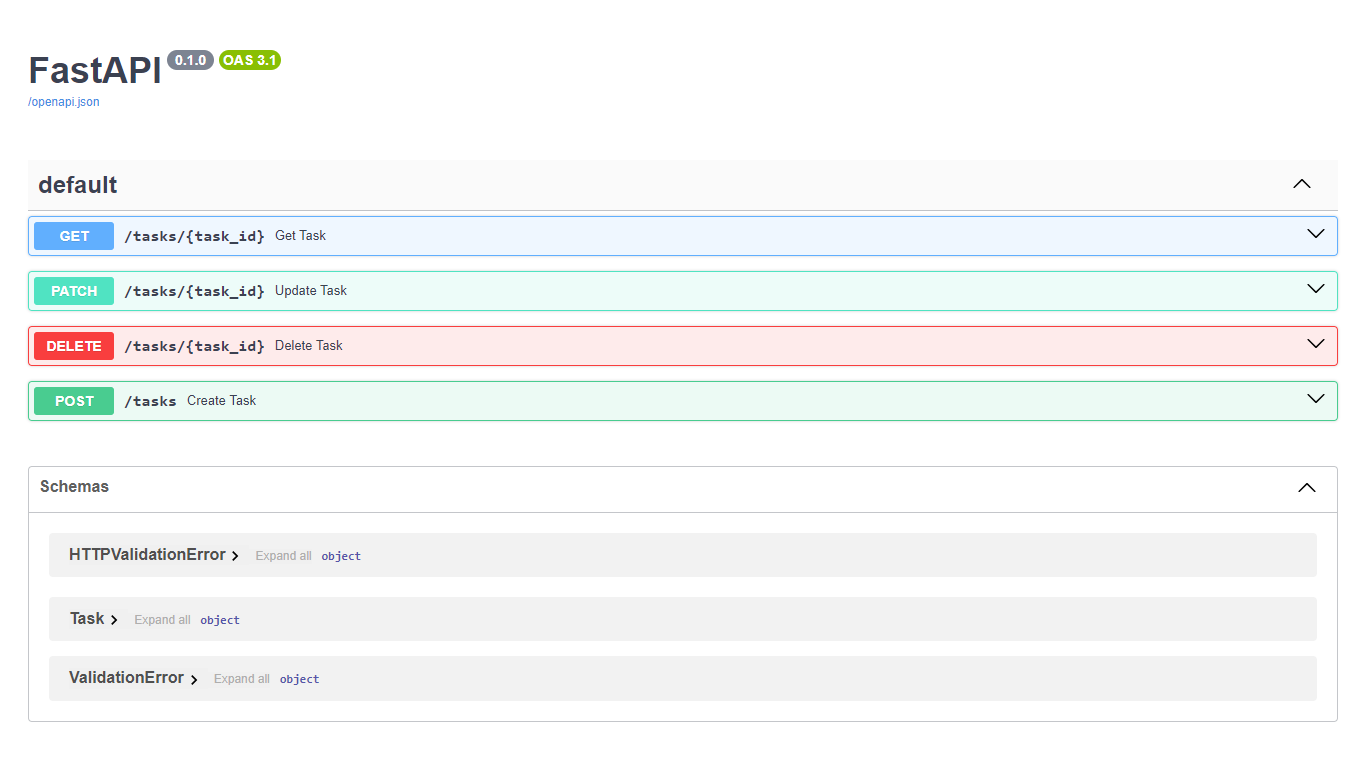 FastAPI 0.1.0 OAS 3.1
/openapi.json
default
GET /tasks/{task_id} Get Task
PATCH /tasks/{task_id} Update Task
DELETE /tasks/{task_id} Delete Task
POST /tasks Create Task
Schemas
HTTPValidationError Expand all object
Task Expand all object
ValidationError Expand all object